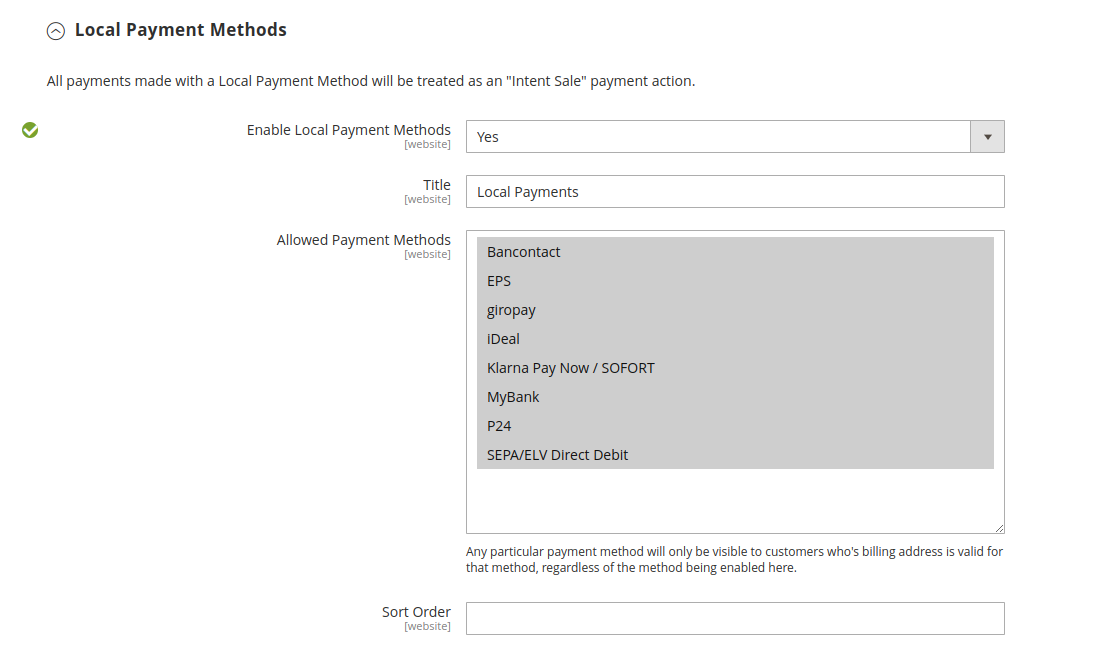 Local Payment Methods
All payments made with a Local Payment Method will be treated as an "Intent Sale" payment action.
Enable Local Payment Methods
[website]
Yes
Title
[website]
Local Payments
Allowed Payment Methods
[website]
Bancontact
EPS
giropay
iDeal
Klarna Pay Now / SOFORT
MyBank
P24
SEPA/ELV Direct Debit
Any particular payment method will only be visible to customers who's billing address is valid for
that method, regardless of the method being enabled here.
Sort Order
[website]